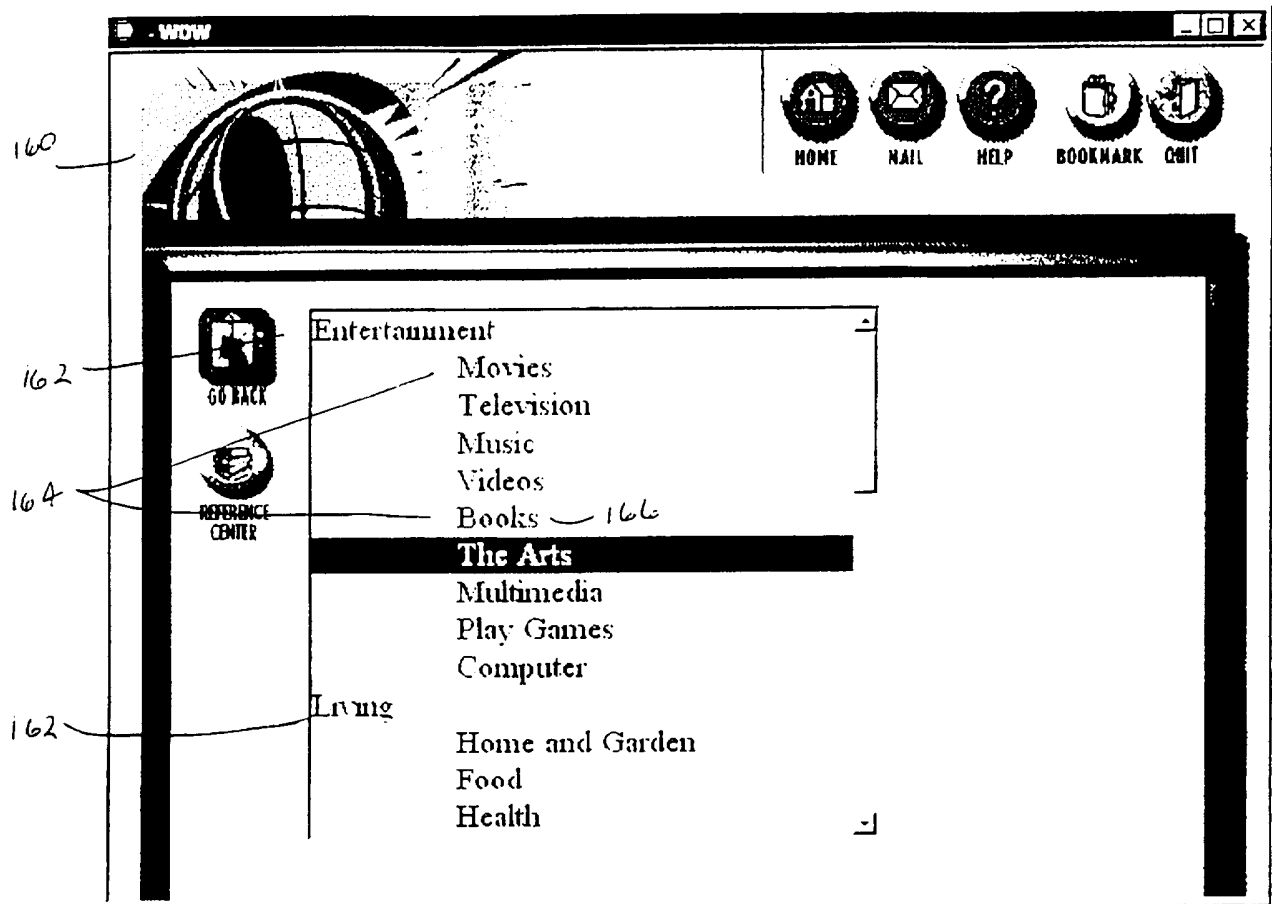 - WOW
HOME MAIL HELP BOOKMARK QUIT
160
162
GO BACK
REFERENCE
CENTER
164
162
Entertainment
Movies
Television
Music
Videos
Books 166
The Arts
Multimedia
Play Games
Computer
Living
Home and Garden
Food
Health